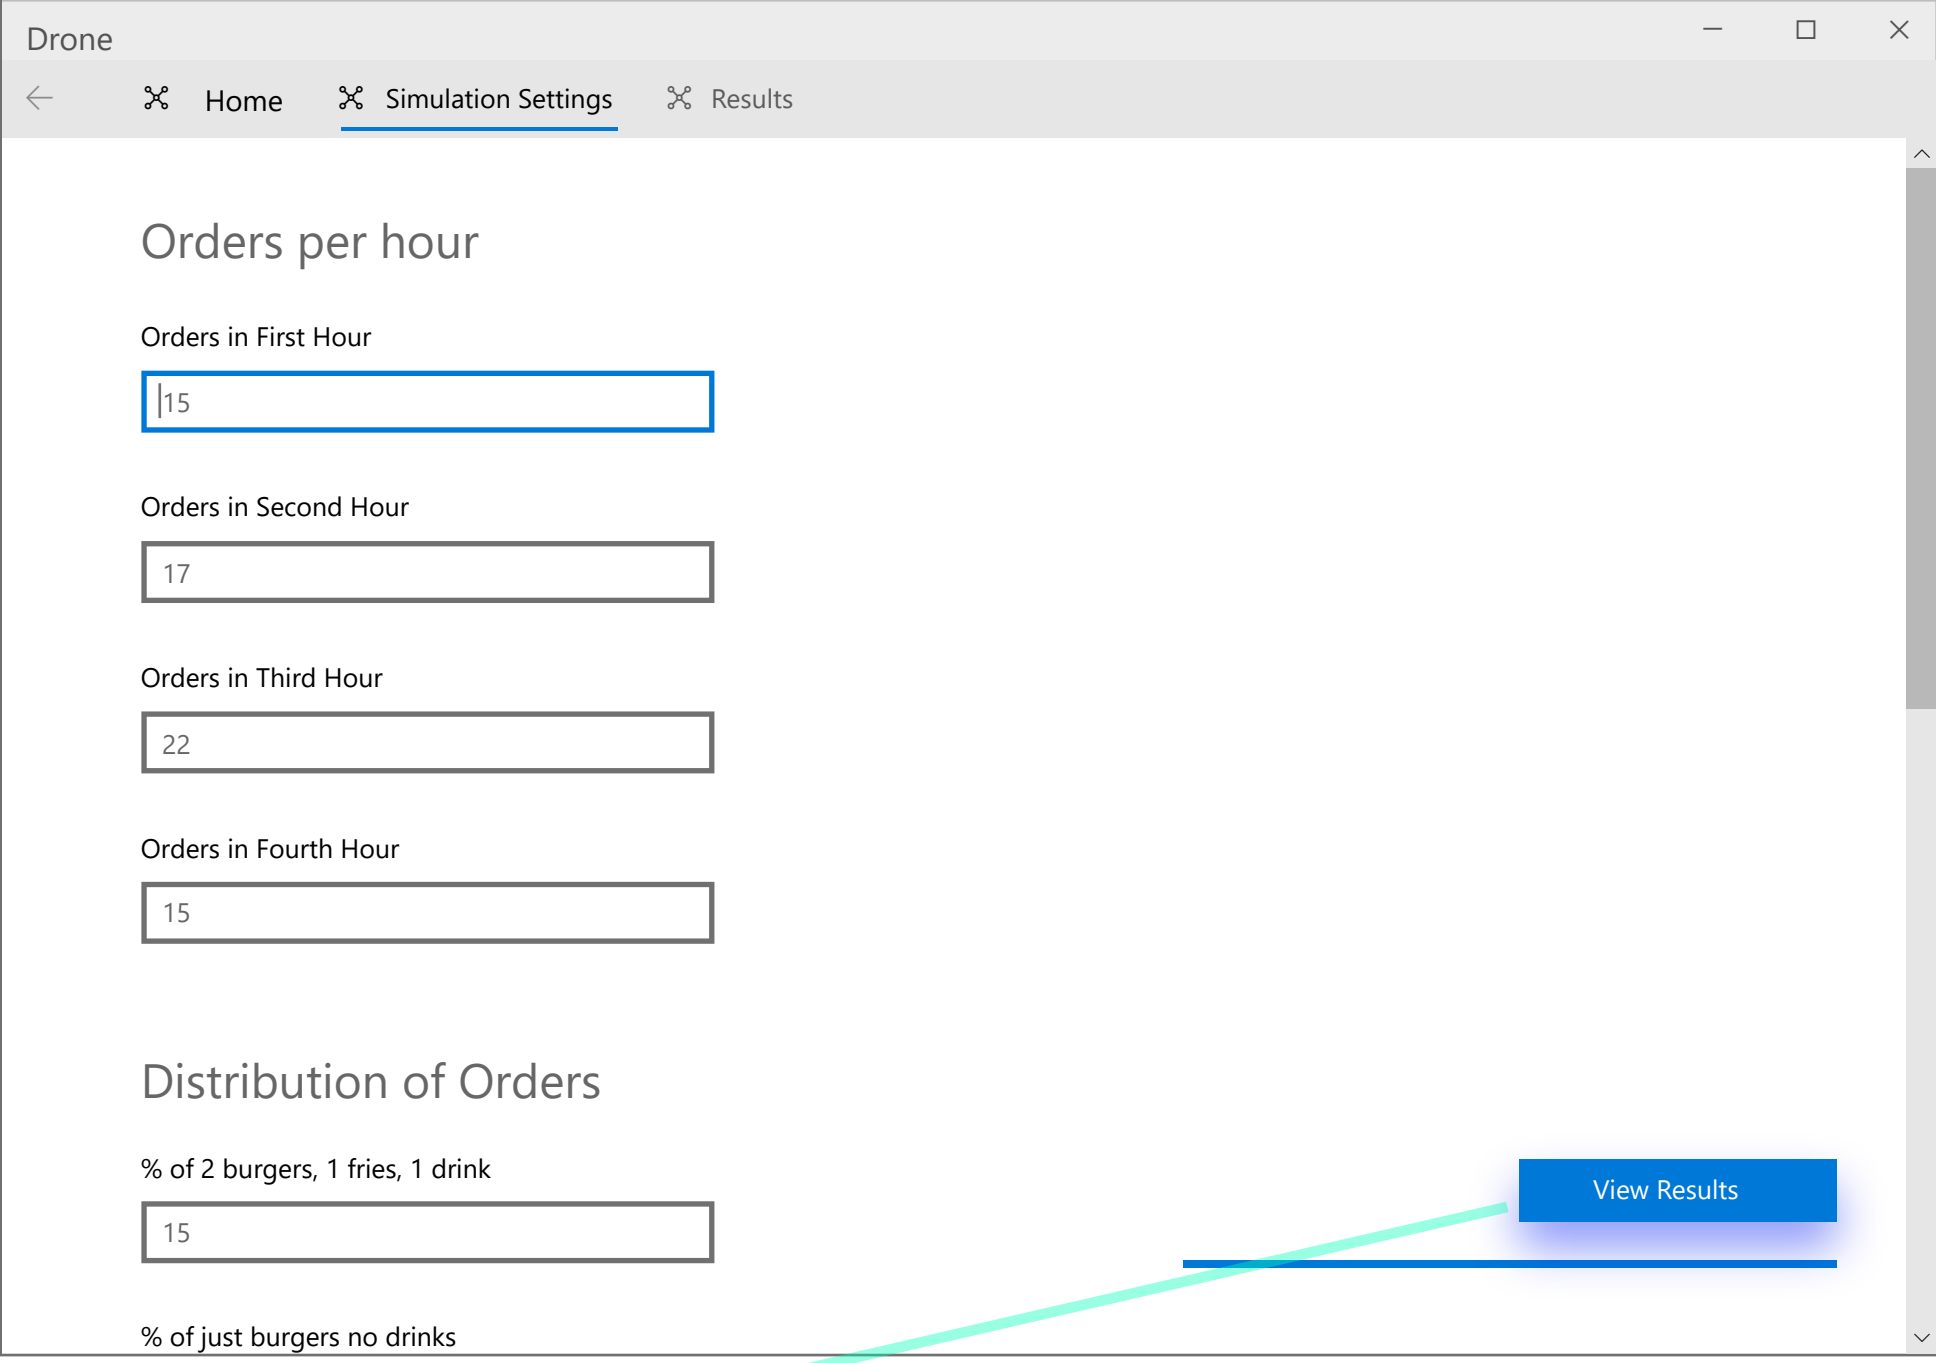 Drone
Home Simulation Settings Results
Orders per hour
Orders in First Hour
15
Orders in Second Hour
17
Orders in Third Hour
22
Orders in Fourth Hour
15
Distribution of Orders
% of 2 burgers, 1 fries, 1 drink
View Results
15
% of just burgers no drinks